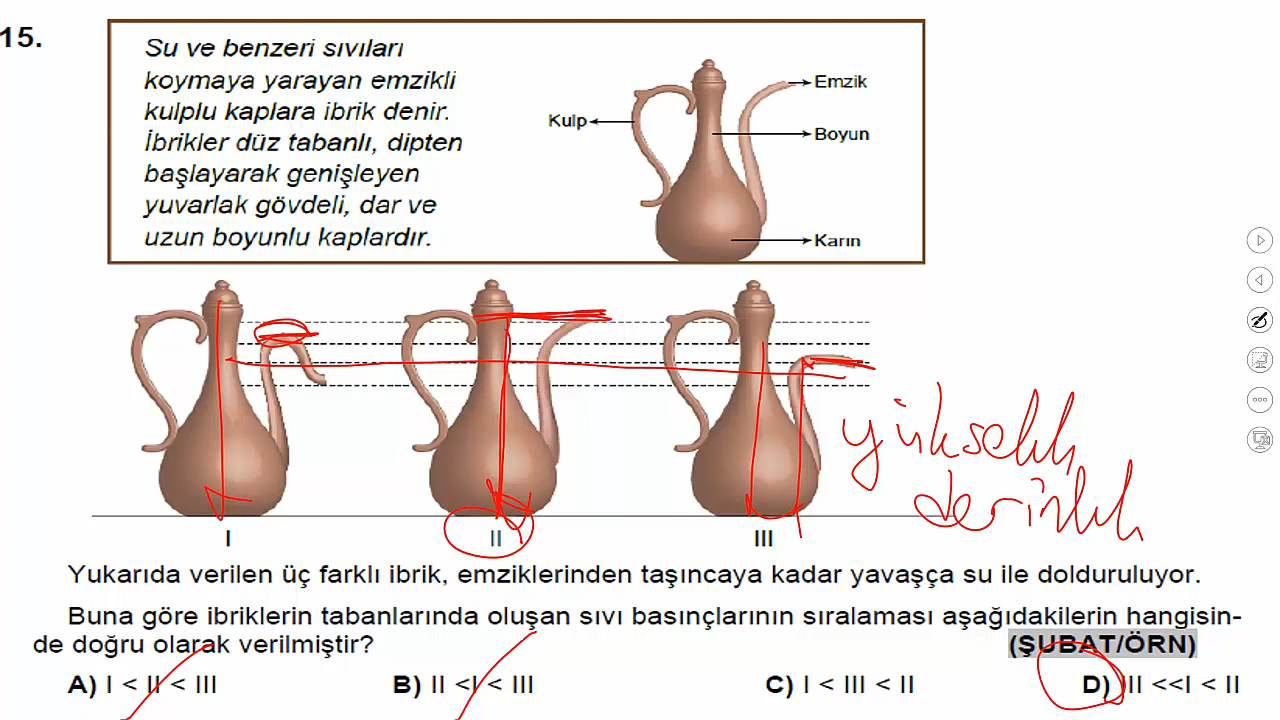 15.
Su ve benzeri sıvıları
koymaya yarayan emzikli
kulplu kaplara ibrik denir.
İbrikler düz tabanlı, dipten
başlayarak genişleyen
yuvarlak gövdeli, dar ve
uzun boyunlu kaplardır.
Emzik
Kulp
Boyun
Karın
yükseklik
derinlik
I II III
Yukarıda verilen üç farklı ibrik, emziklerinden taşıncaya kadar yavaşça su ile dolduruluyor.
Buna göre ibriklerin tabanlarında oluşan sıvı basınçlarının sıralaması aşağıdakilerin hangisin-
de doğru olarak verilmiştir? (ŞUBAT/ÖRN)
A) I < II < III B) II <I < III C) I < III < II D) III <<I < II